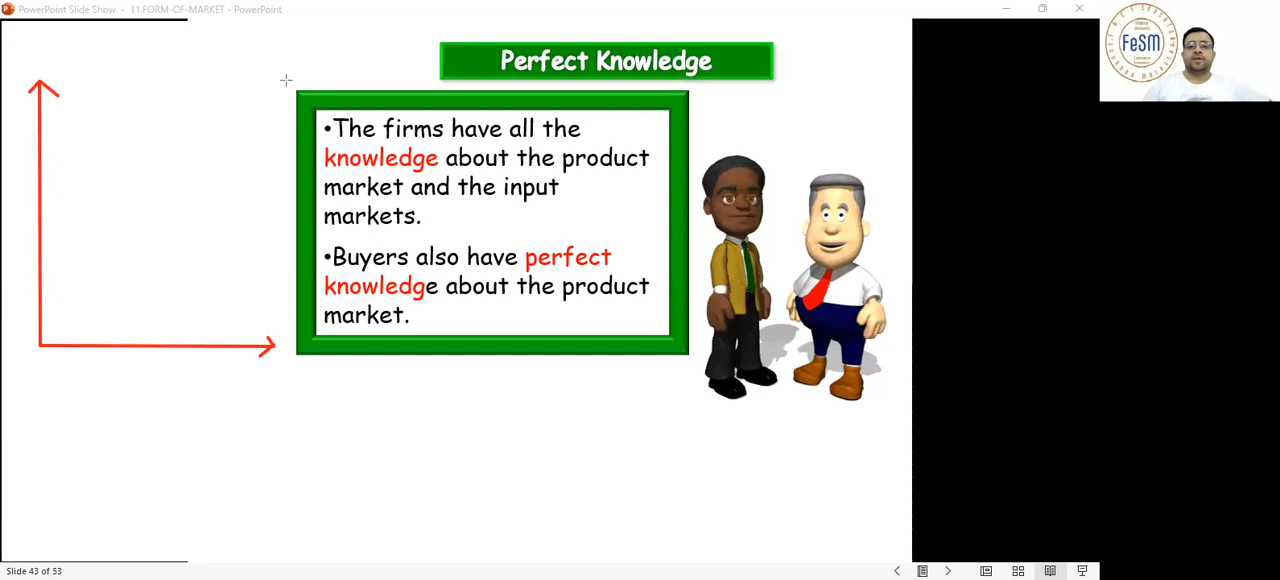 PowerPoint Slide Show - 11.FORM-OF-MARKET - PowerPoint
FeSM
Perfect Knowledge
•The firms have all the
knowledge about the product
market and the input
markets.
•Buyers also have perfect
knowledge about the product
market.
Slide 43 of 53